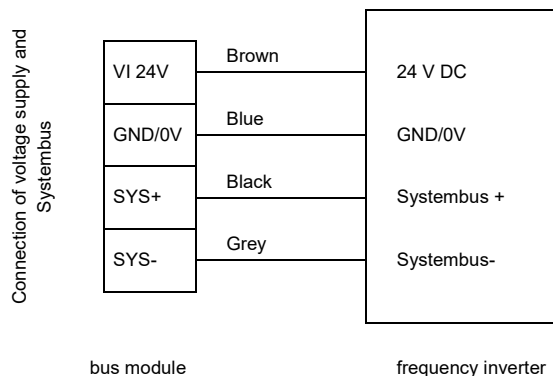 Connection of voltage supply and
Systembus
VI 24V
Brown
24 V DC
GND/0V
Blue
GND/0V
SYS+
Black
Systembus +
SYS-
Grey
Systembus-
bus module
frequency inverter